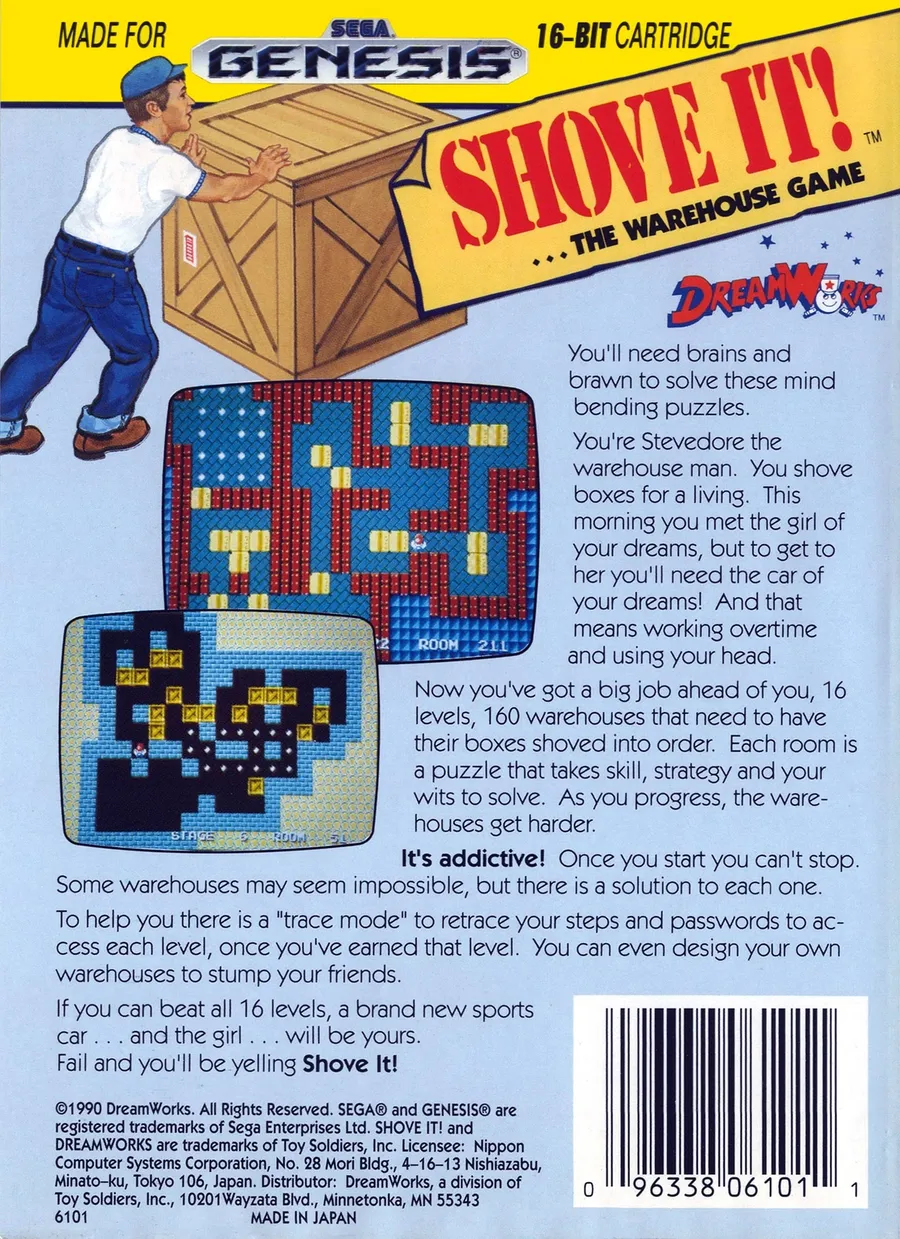 MADE FOR
SEGA
GENESIS®
16-BIT CARTRIDGE
SHOVE IT!™
...THE WAREHOUSE GAME
DREAMWORKS™
You'll need brains and
brawn to solve these mind
bending puzzles.
You're Stevedore the
warehouse man. You shove
boxes for a living. This
morning you met the girl of
your dreams, but to get to
her you'll need the car of
your dreams! And that
means working overtime
and using your head.
22 ROOM 211
Now you've got a big job ahead of you, 16
levels, 160 warehouses that need to have
their boxes shoved into order. Each room is
a puzzle that takes skill, strategy and your
wits to solve. As you progress, the ware-
houses get harder.
STAGE 6 ROOM 51
It's addictive! Once you start you can't stop.
Some warehouses may seem impossible, but there is a solution to each one.
To help you there is a "trace mode" to retrace your steps and passwords to ac-
cess each level, once you've earned that level. You can even design your own
warehouses to stump your friends.
If you can beat all 16 levels, a brand new sports
car . . . and the girl . . . will be yours.
Fail and you'll be yelling Shove It!
©1990 DreamWorks. All Rights Reserved. SEGA® and GENESIS® are
registered trademarks of Sega Enterprises Ltd. SHOVE IT! and
DREAMWORKS are trademarks of Toy Soldiers, Inc. Licensee: Nippon
Computer Systems Corporation, No. 28 Mori Bldg., 4-16-13 Nishiazabu,
Minato-ku, Tokyo 106, Japan. Distributor: DreamWorks, a division of
Toy Soldiers, Inc., 10201 Wayzata Blvd., Minnetonka, MN 55343
6101 MADE IN JAPAN
0 96338 06101 1